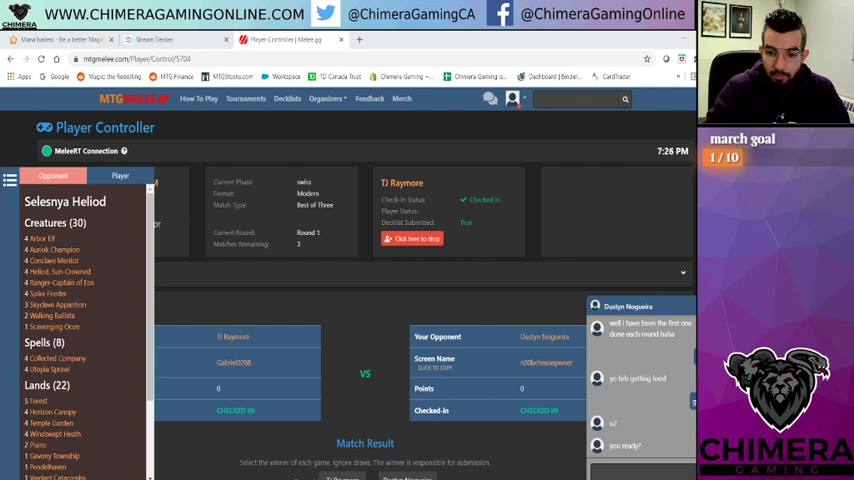 CHIMERA
GAMING
WWW.CHIMERAGAMINGONLINE.COM
@ChimeraGamingCA
@ChimeraGamingOnline
ManaTraders - Be a better Magi
Stream Decker
Player Controller | Melee.gg
mtgmelee.com/Player/Control/5704
Apps
Google
Magic the Redditing
MTG Finance
MTGStocks.com
Workspace
TD Canada Trust
Chimera Gaming
Chimera Gaming is...
Dashboard | Binder...
CardTrader
MTGMELEE
How To Play
Tournaments
Decklists
Organizers
Feedback
Merch
Player Controller
MeleeRT Connection
7:26 PM
march goal
1 / 10
Opponent
Player
Selesnya Heliod
Creatures (30)
4 Arbor Elf
4 Auriok Champion
4 Conclave Mentor
4 Heliod, Sun-Crowned
4 Ranger-Captain of Eos
4 Spike Feeder
3 Skyclave Apparition
2 Walking Ballista
1 Scavenging Ooze
Spells (8)
4 Collected Company
4 Utopia Sprawl
Lands (22)
5 Forest
4 Horizon Canopy
4 Temple Garden
4 Windswept Heath
2 Plains
1 Gavony Township
1 Pendelhaven
1 Verdant Catacombs
Current Phase:
swiss
Format:
Modern
Match Type:
Best of Three
Current Round:
Round 1
Matches Remaining:
3
TJ Raymore
Check-in Status:
Checked in
Player Status:
Decklist Submitted:
True
Click here to drop
TJ Raymore
Gabriel0288
0
CHECKED IN
VS
Your Opponent
Dustyn Nogueira
Screen Name
CLICK TO COPY
n00bcheesepwner
Points
0
Checked-in
CHECKED IN
Match Result
Select the winner of each game. Ignore draws. The winner is responsible for submission.
TJ Raymore
Dustyn Nogueira
Dustyn Nogueira
well i have been the first one
done each round haha
yo brb getting food
u2
you ready?
CHIMERA
GAMING